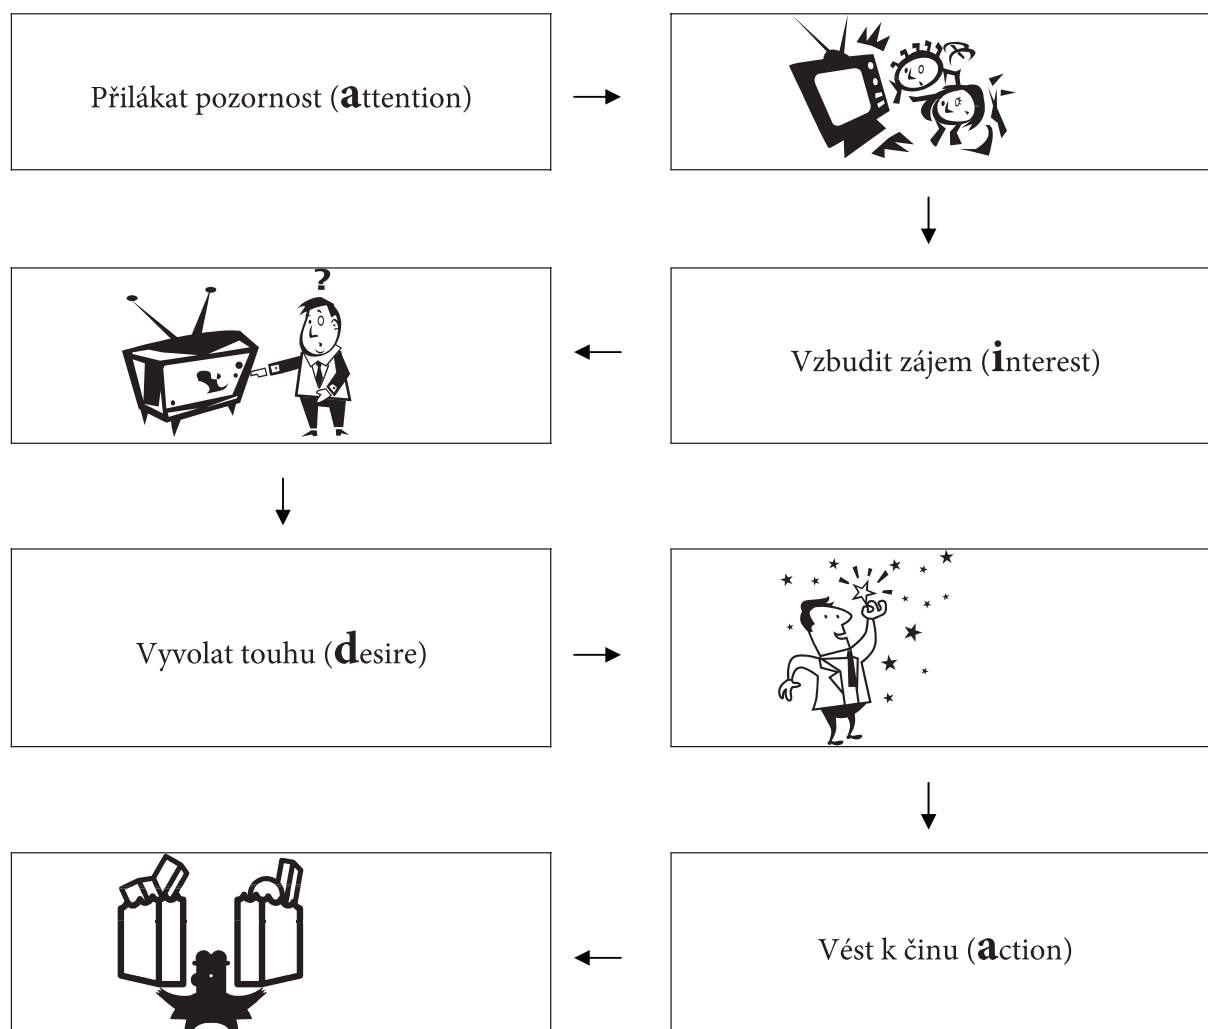 Přilákat pozornost (attention)
?
Vzbudit zájem (interest)
Vyvolat touhu (desire)
Vést k činu (action)